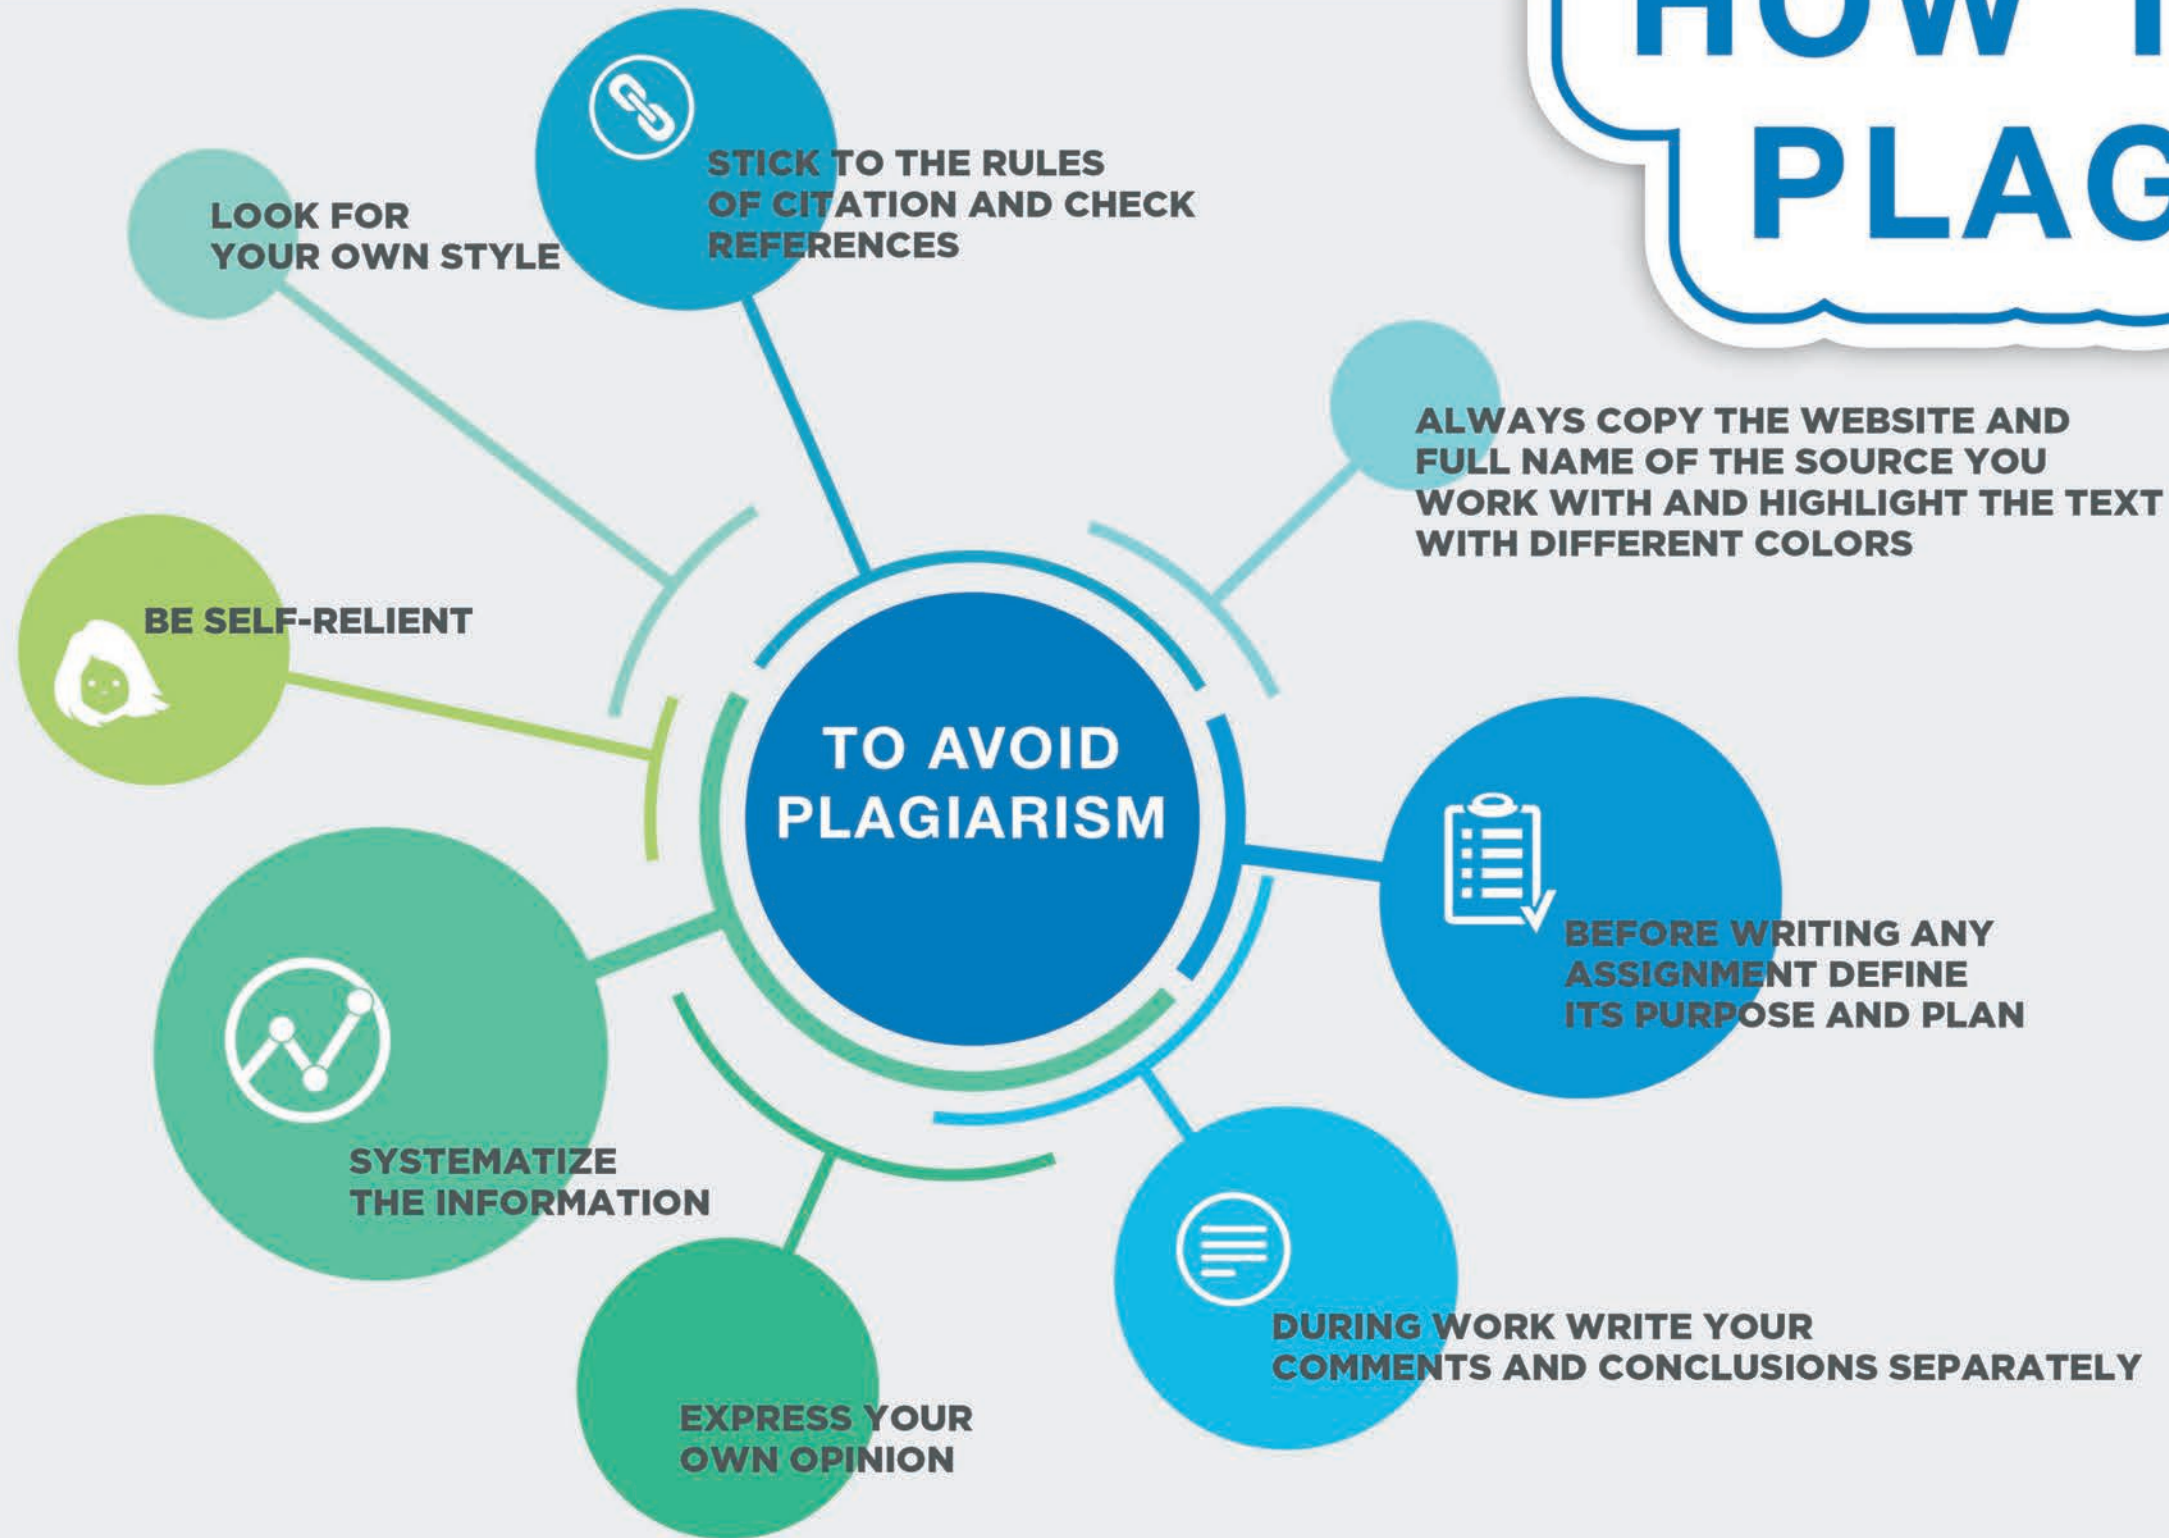 HOW
PLAG
STICK TO THE RULES
OF CITATION AND CHECK
REFERENCES
LOOK FOR
YOUR OWN STYLE
ALWAYS COPY THE WEBSITE AND
FULL NAME OF THE SOURCE YOU
WORK WITH AND HIGHLIGHT THE TEXT
WITH DIFFERENT COLORS
BE SELF-RELIENT
TO AVOID
PLAGIARISM
BEFORE WRITING ANY
ASSIGNMENT DEFINE
ITS PURPOSE AND PLAN
SYSTEMATIZE
THE INFORMATION
DURING WORK WRITE YOUR
COMMENTS AND CONCLUSIONS SEPARATELY
EXPRESS YOUR
OWN OPINION